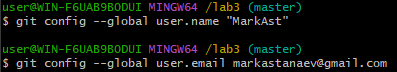 user@WIN-F6UAB9BODUI MINGW64 /lab3 (master)
$ git config --global user.name "MarkAst"
user@WIN-F6UAB9BODUI MINGW64 /lab3 (master)
$ git config --global user.email markastanaev@gmail.com